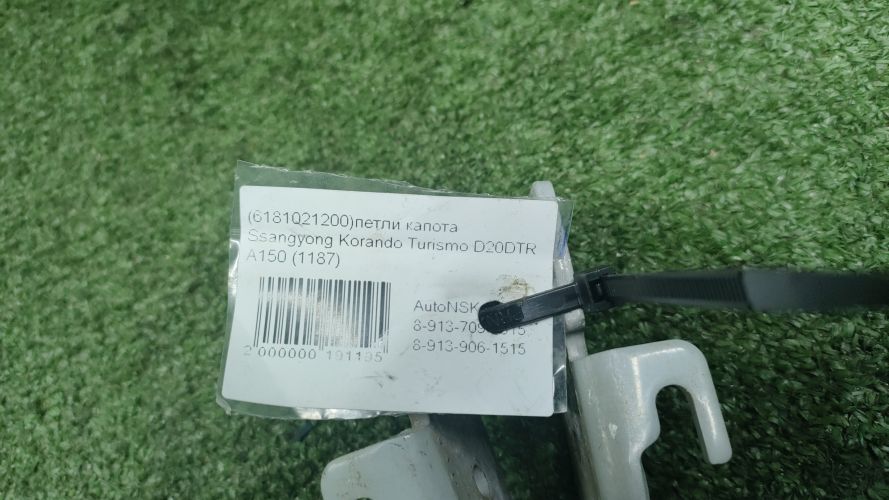 (6181021200)петли капота
Ssangyong Korando Turismo D20DTR
A150 (1187)
AutoNSK
8-913-906-1515
2 000000 191195